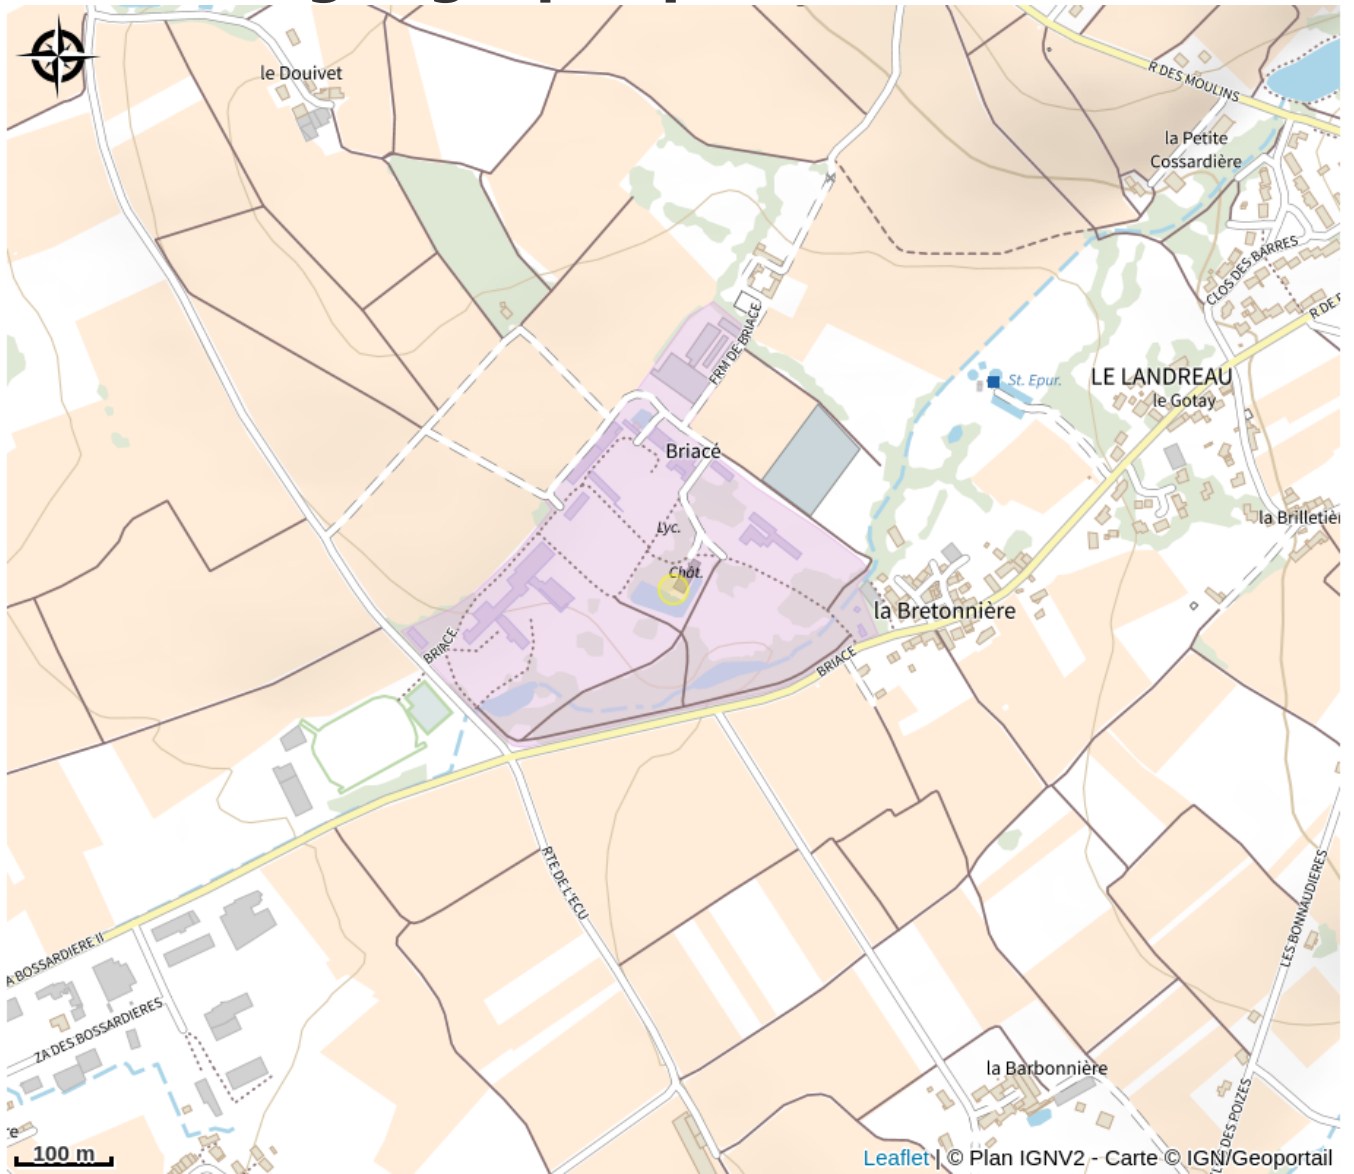 le Douivet
R DES MOULINS
la Petite
Cossardière
CLOS DES BARRES
FRM DE BRIACE
St. Epur.
LE LANDREAU
le Gotay
Briacé
Lyc.
la Brilletièr
Chât.
la Bretonnière
BRIACE
BRIACE
RTE DE L'ECU
LES BONNAUDIERES
A BOSSARDIERE II
ZA DES BOSSARDIERES
la Barbonnière
DES POIZES
100 m
Leaflet | © Plan IGNV2 - Carte © IGN/Geoportail